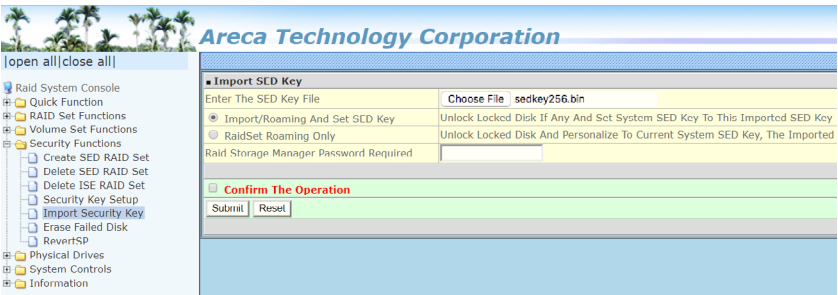 Areca Technology Corporation
|open all|close all|
Raid System Console
Quick Function
RAID Set Functions
Volume Set Functions
Security Functions
Create SED RAID Set
Delete SED RAID Set
Delete ISE RAID Set
Security Key Setup
Import Security Key
Erase Failed Disk
RevertSP
Physical Drives
System Controls
Information
Import SED Key
Enter The SED Key File Choose File sedkey256.bin
Import/Roaming And Set SED Key Unlock Locked Disk If Any And Set System SED Key To This Imported SED Key
RaidSet Roaming Only Unlock Locked Disk And Personalize To Current System SED Key, The Imported
Raid Storage Manager Password Required
Confirm The Operation
Submit Reset